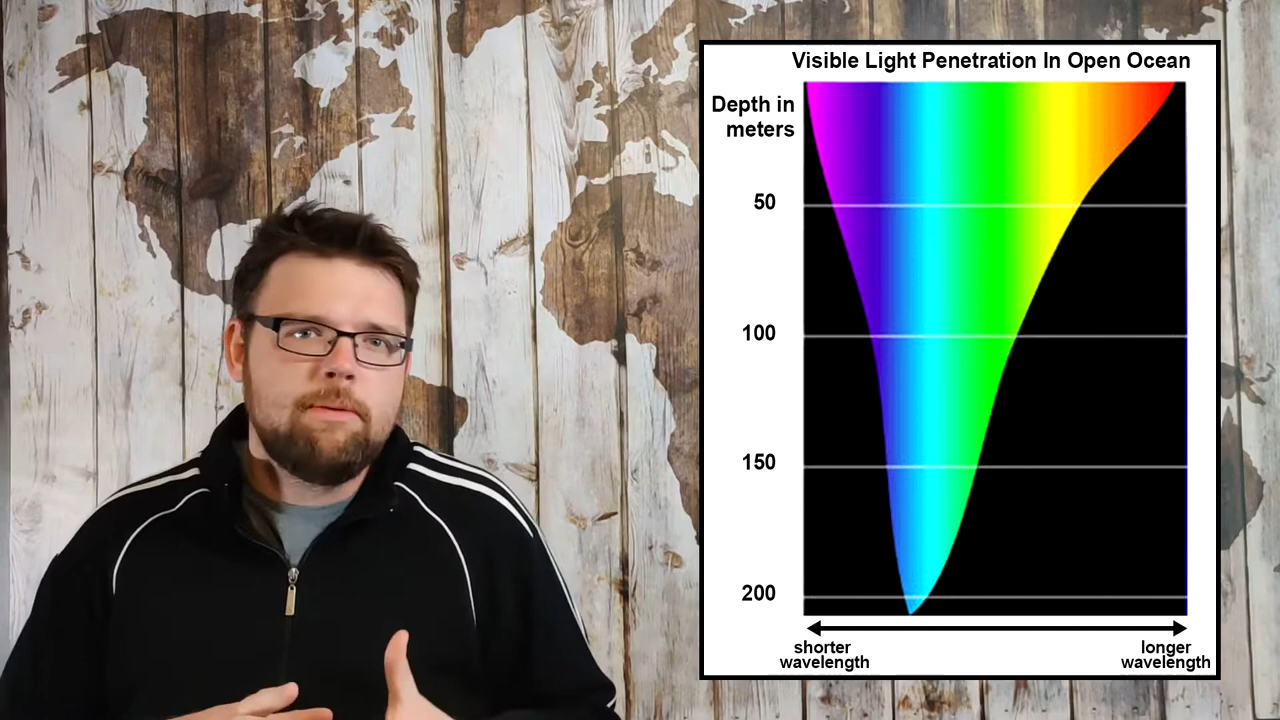 Visible Light Penetration In Open Ocean
Depth in
meters
50
100
150
200
shorter
wavelength
longer
wavelength